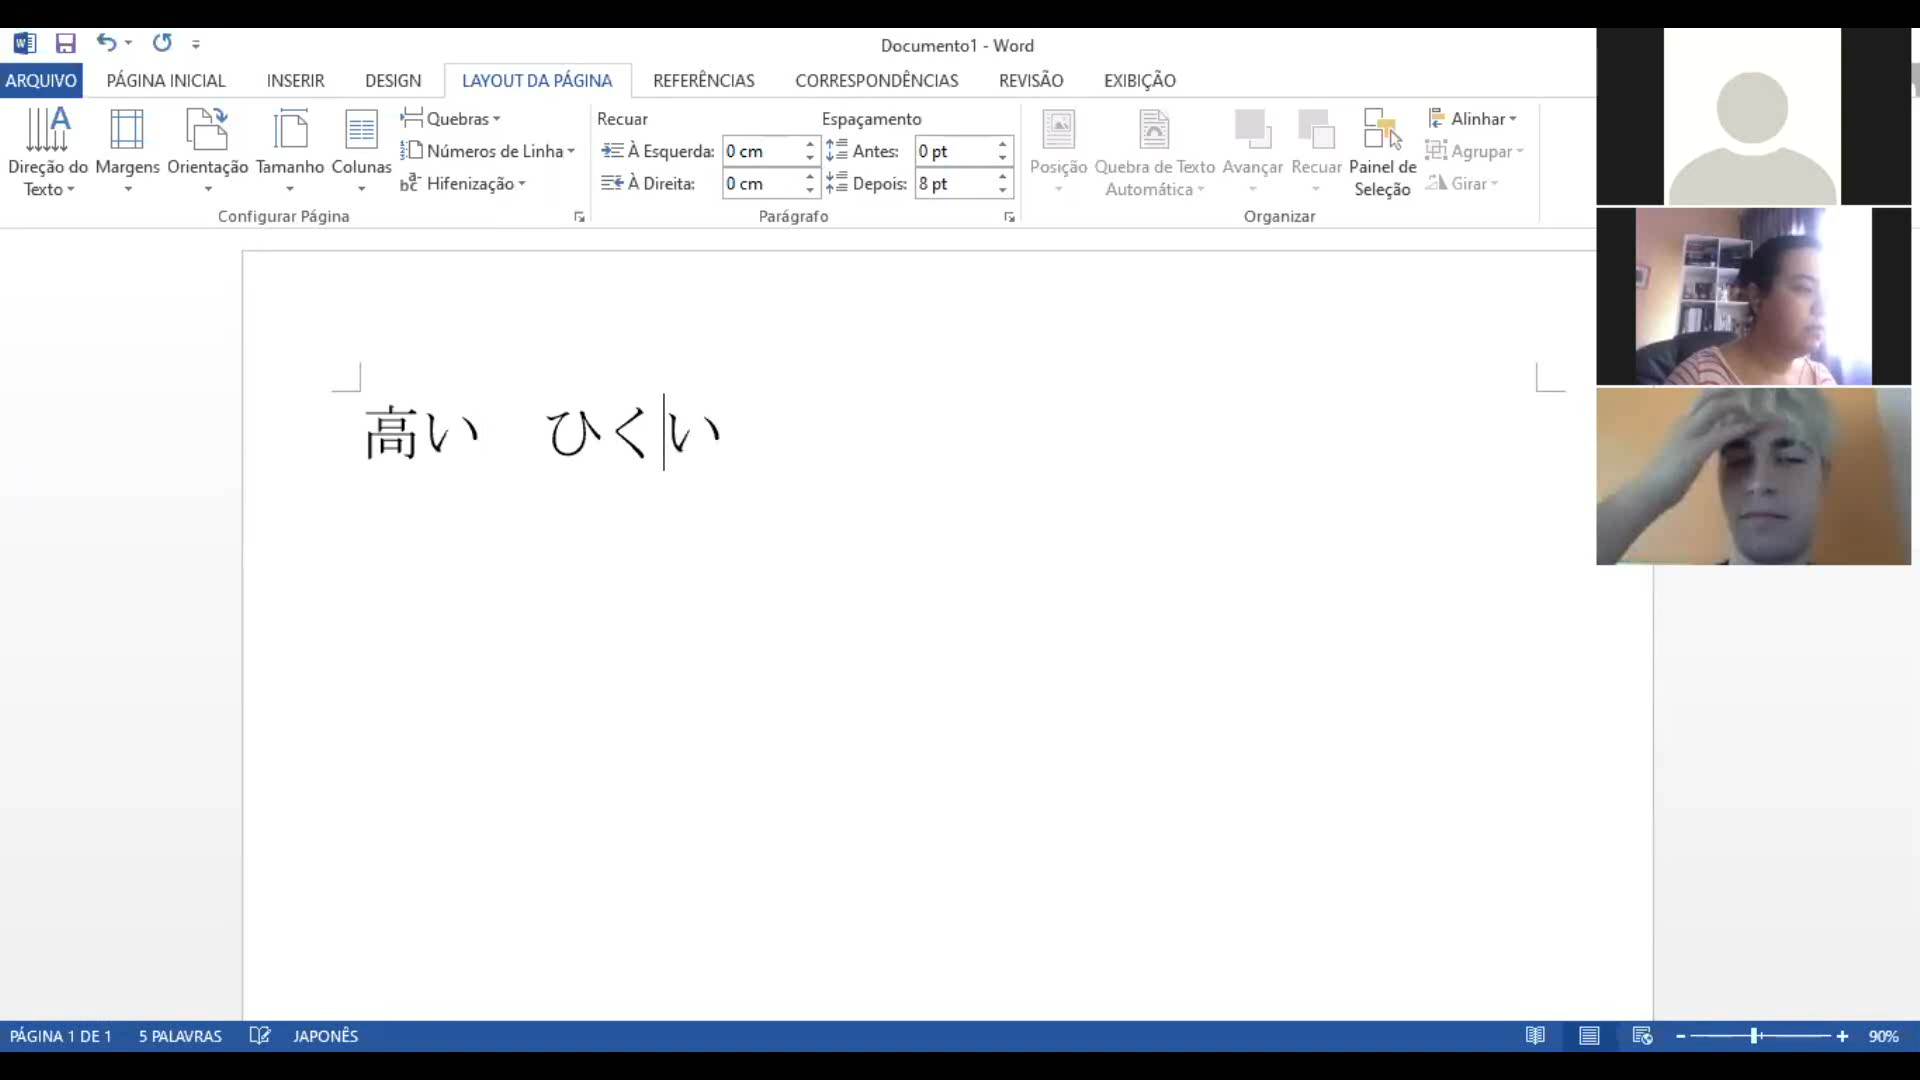 Documento1 - Word
ARQUIVO PÁGINA INICIAL INSERIR DESIGN LAYOUT DA PÁGINA REFERÊNCIAS CORRESPONDÊNCIAS REVISÃO EXIBIÇÃO
Direção do Texto
Margens
Orientação
Tamanho
Colunas
Quebras
Números de Linha
Hifenização
Configurar Página
Recuar
À Esquerda: 0 cm
À Direita: 0 cm
Espaçamento
Antes: 0 pt
Depois: 8 pt
Parágrafo
Posição
Quebra de Texto Automática
Avançar
Recuar
Painel de Seleção
Alinhar
Agrupar
Girar
Organizar
高い　ひくい
PÁGINA 1 DE 1 5 PALAVRAS JAPONÊS 90%